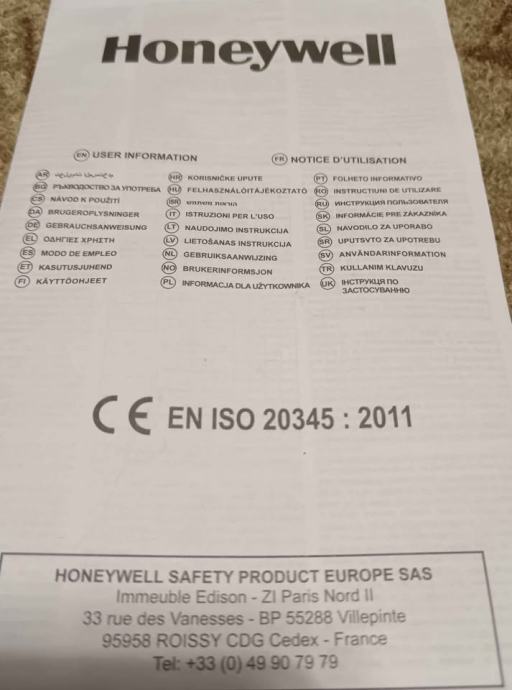 Honeywell
EN USER INFORMATION
FR NOTICE D'UTILISATION
AR
BG РЪКОВОДСТВО ЗА УПОТРЕБА
CS NÁVOD K POUŽITÍ
DA BRUGEROPLYSNINGER
DE GEBRAUCHSANWEISUNG
EL ΟΔΗΓΙΕΣ ΧΡΗΣΤΗ
ES MODO DE EMPLEO
ET KASUTUSJUHEND
FI KÄYTTÖOHJEET
HR KORISNIČKE UPUTE
HU FELHASZNÁLÓITÁJÉKOZTATÓ
ISR
IT ISTRUZIONI PER L'USO
LT NAUDOJIMO INSTRUKCIJA
LV LIETOŠANAS INSTRUKCIJA
NL GEBRUIKSAANWIJZING
NO BRUKERINFORMSJON
PL INFORMACJA DLA UŻYTKOWNIKA
PT FOLHETO INFORMATIVO
RO INSTRUCTIUNI DE UTILIZARE
RU ИНСТРУКЦИЯ ПОЛЬЗОВАТЕЛЯ
SK INFORMÁCIE PRE ZÁKAZNIKA
SL NAVODILO ZA UPORABO
SR UPUTSVTO ZA UPOTREBU
SV ANVÄNDARINFORMATION
TR KULLANIM KLAVUZU
UK ІНСТРУКЦІЯ ПО
ЗАСТОСУВАННЮ
CE EN ISO 20345 : 2011
HONEYWELL SAFETY PRODUCT EUROPE SAS
Immeuble Edison - ZI Paris Nord II
33 rue des Vanesses - BP 55288 Villepinte
95958 ROISSY CDG Cedex - France
Tel: +33 (0) 49 90 79 79